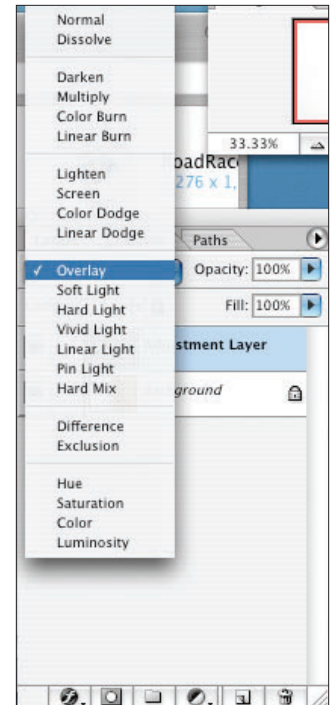 Normal
Dissolve
Darken
Multiply
Color Burn
Linear Burn
33.33%
Lighten
Screen
Color Dodge
Linear Dodge
RoadRac
276 x 1,
Paths
✓ Overlay
Opacity: 100%
Soft Light
Hard Light
Fill: 100%
Vivid Light
Linear Light
stment Layer
Pin Light
Hard Mix
ground
Difference
Exclusion
Hue
Saturation
Color
Luminosity